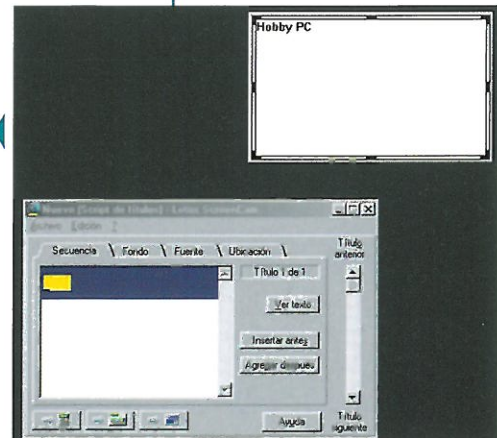 Hobby PC
Nuevo (Script de títulos) - Lotus ScreenCam
Archivo Edición ?
Secuencia Fondo Fuente Ubicación
Título anterior
Título 1 de 1
Ver texto
Insertar antes
Agregar después
Ayuda
Título siguiente